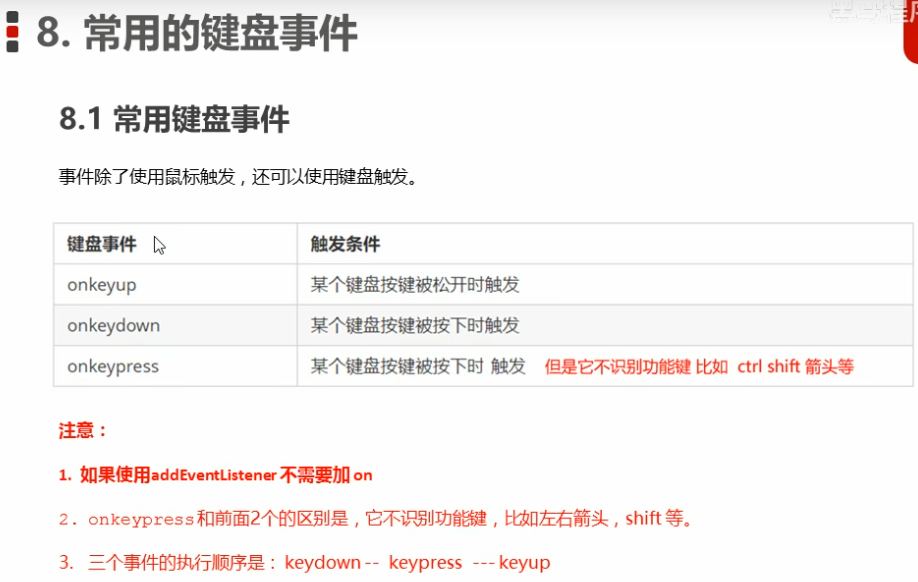 8. 常用的键盘事件
8.1 常用键盘事件
事件除了使用鼠标触发，还可以使用键盘触发。
键盘事件 触发条件
onkeyup 某个键盘按键被松开时触发
onkeydown 某个键盘按键被按下时触发
onkeypress 某个键盘按键被按下时 触发 但是它不识别功能键 比如 ctrl shift 箭头等
注意：
1. 如果使用addEventListener 不需要加 on
2. onkeypress和前面2个的区别是，它不识别功能键，比如左右箭头，shift 等。
3. 三个事件的执行顺序是：keydown -- keypress --- keyup